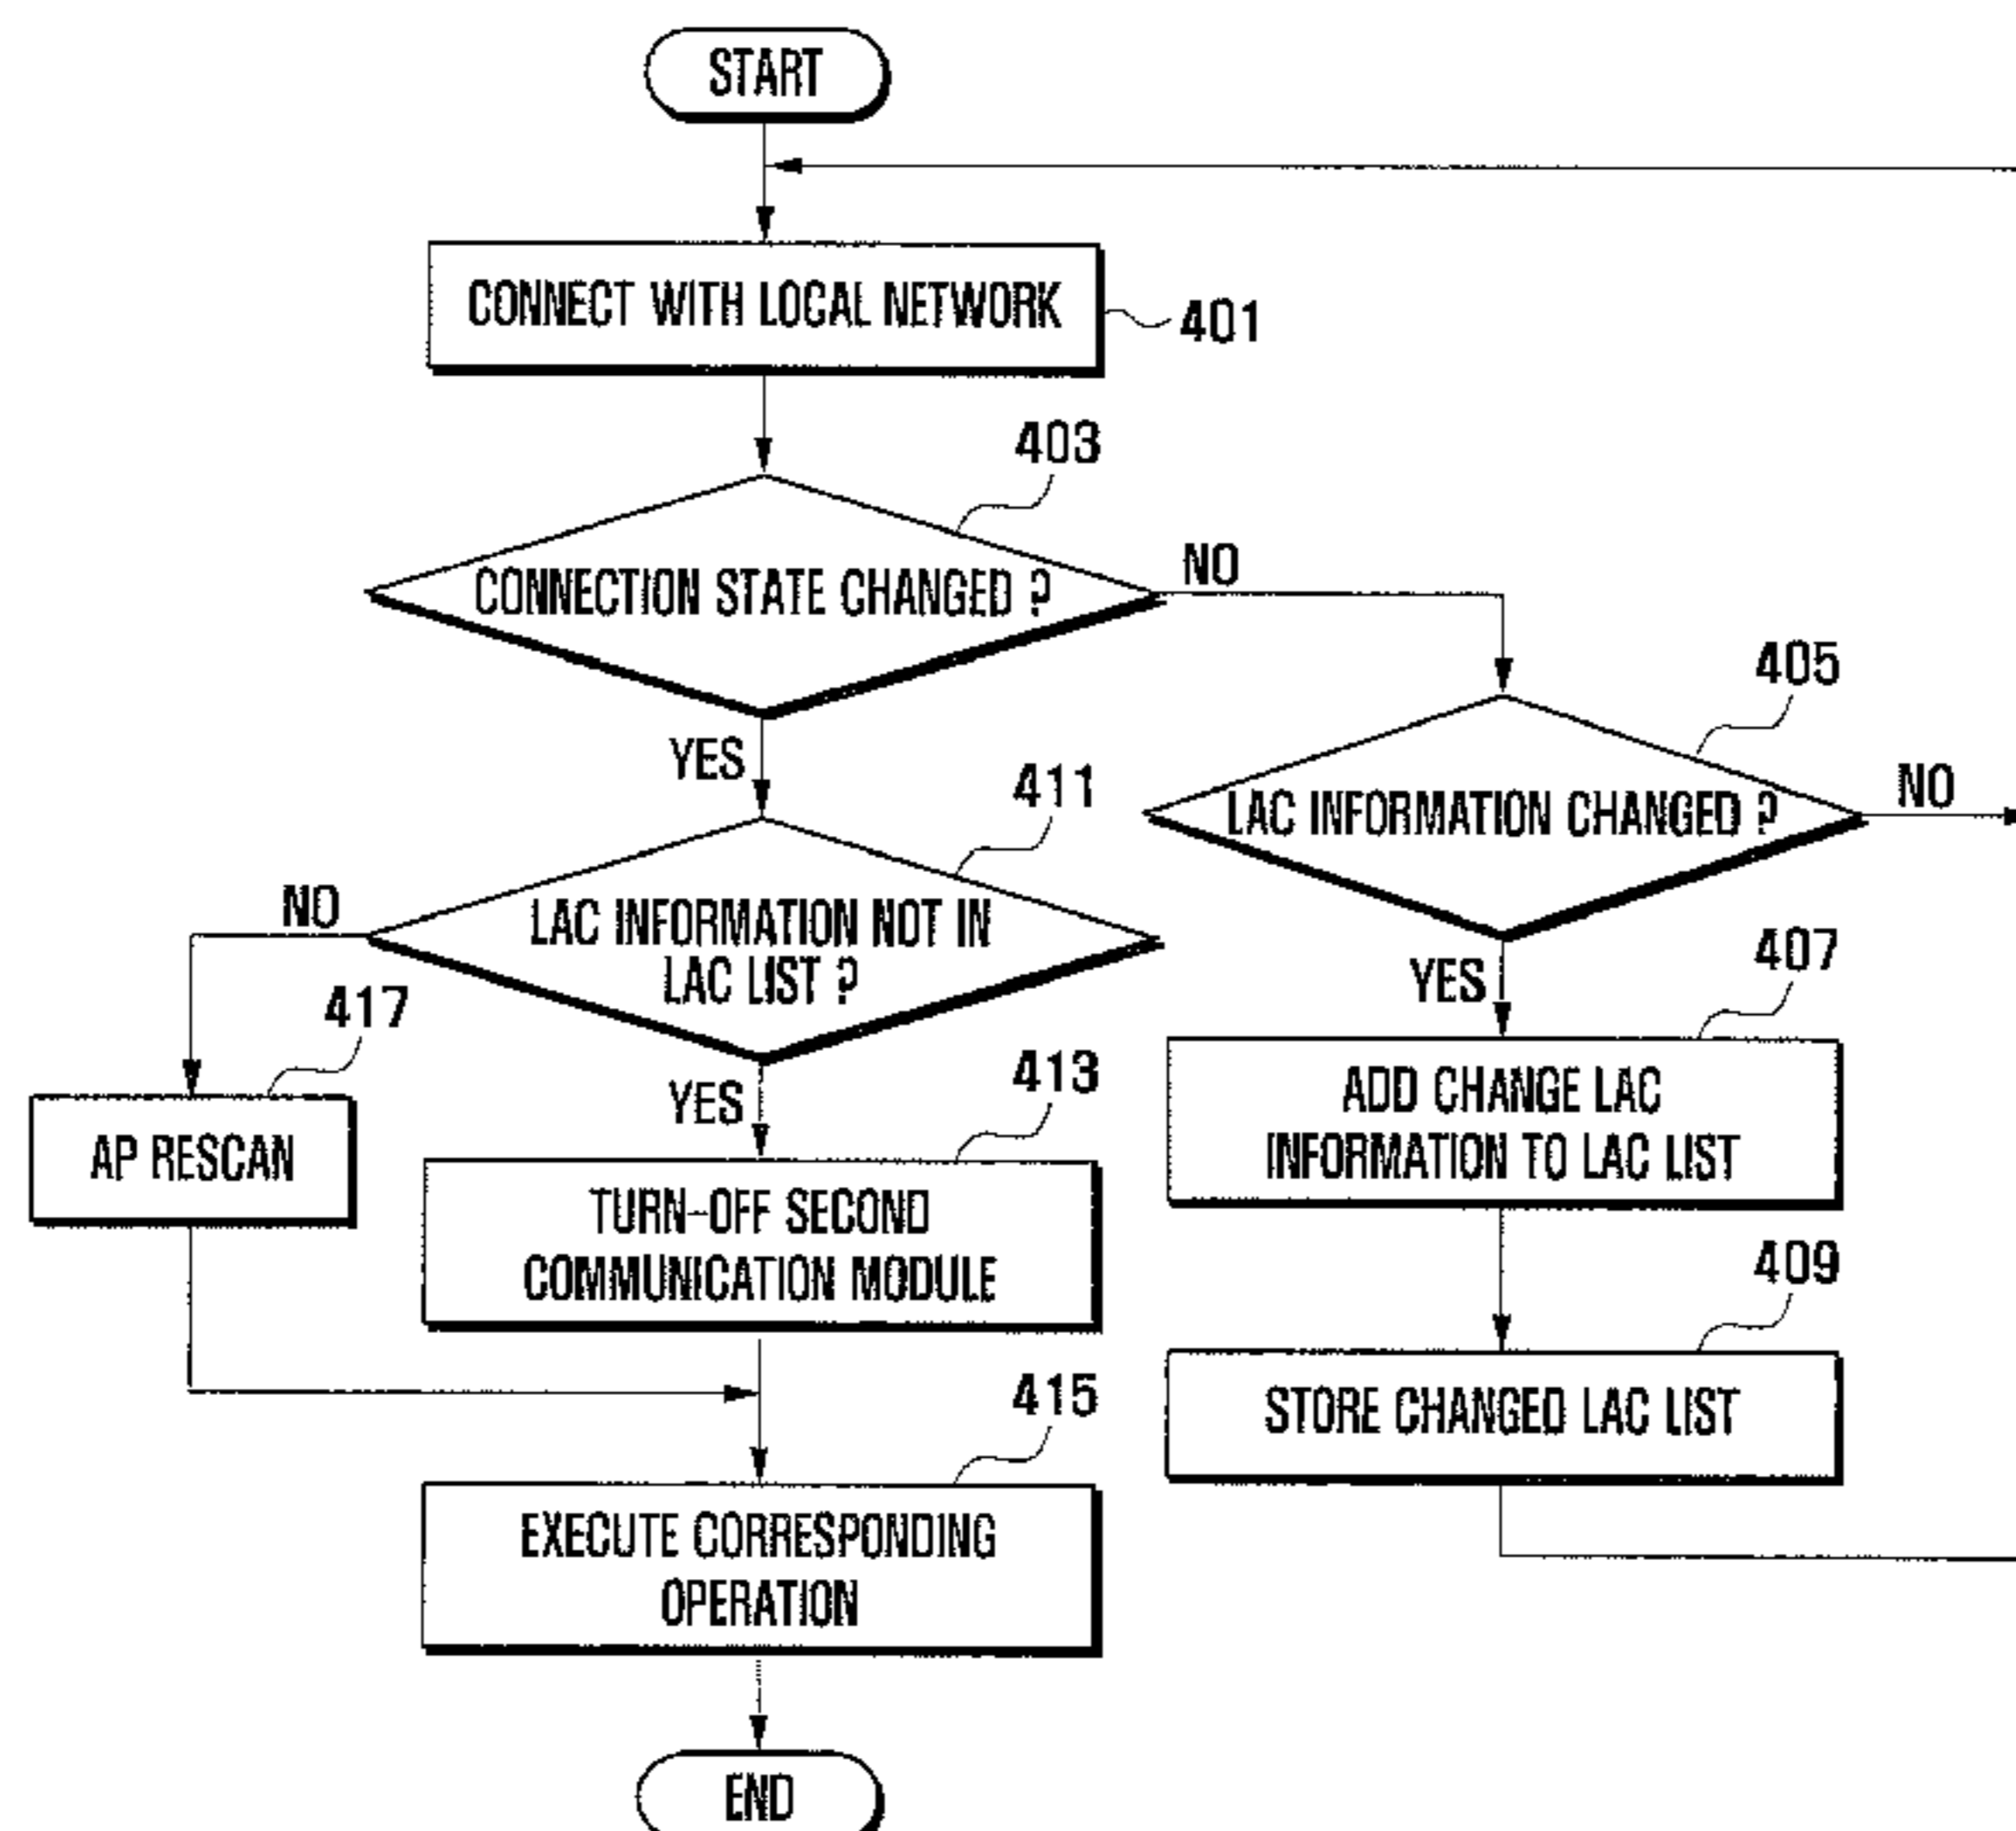 START
CONNECT WITH LOCAL NETWORK
401
403
CONNECTION STATE CHANGED ?
NO
YES
405
LAC INFORMATION CHANGED ?
NO
YES
411
LAC INFORMATION NOT IN
LAC LIST ?
NO
YES
417
AP RESCAN
413
TURN-OFF SECOND
COMMUNICATION MODULE
407
ADD CHANGE LAC
INFORMATION TO LAC LIST
409
STORE CHANGED LAC LIST
415
EXECUTE CORRESPONDING
OPERATION
END